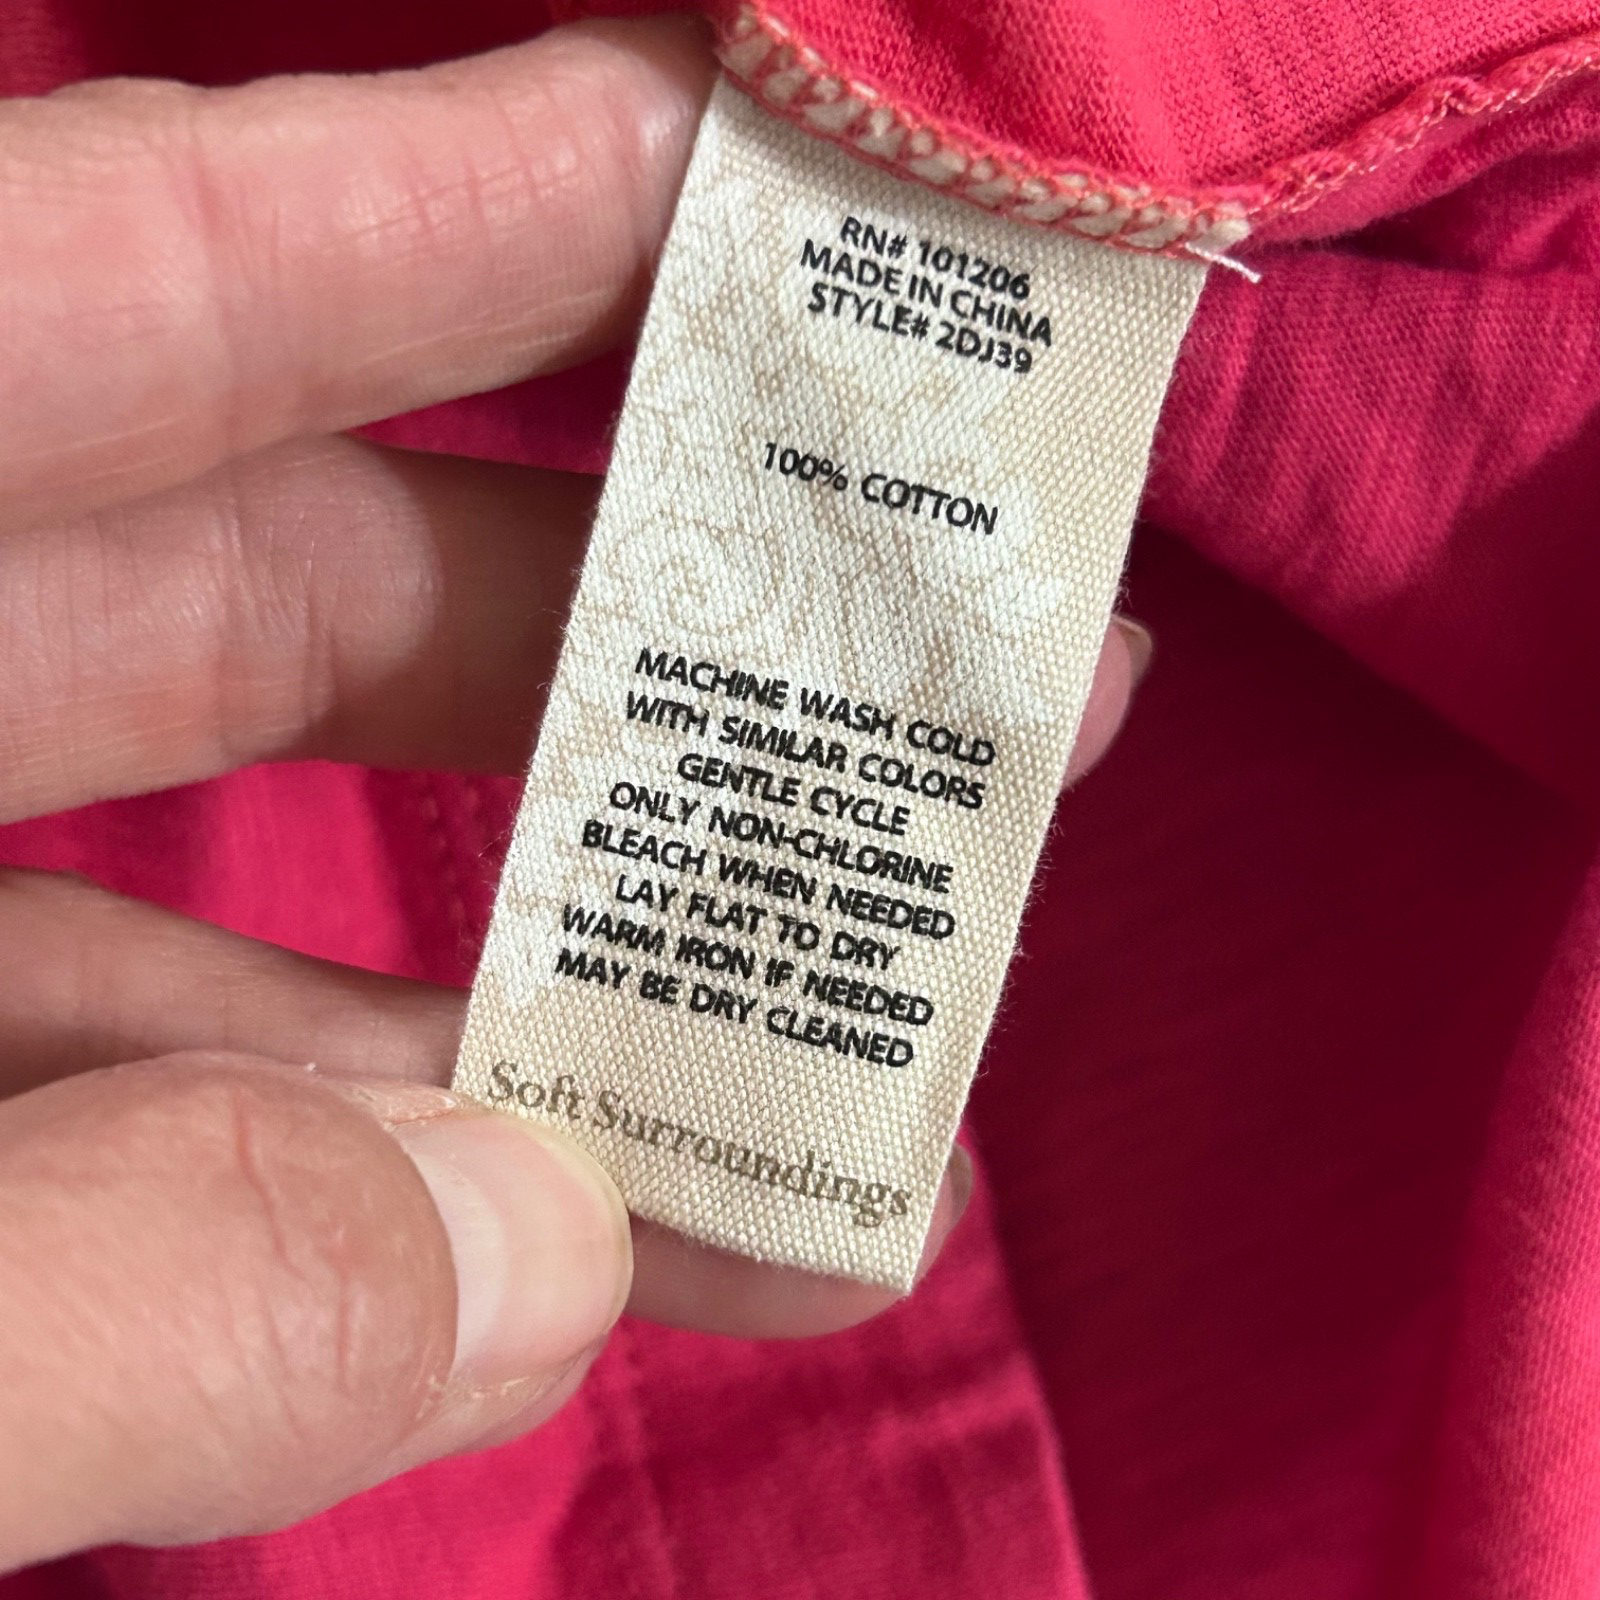 RN# 101206
MADE IN CHINA
STYLE# 2DJ39
100% COTTON
MACHINE WASH COLD
WITH SIMILAR COLORS
GENTLE CYCLE
ONLY NON-CHLORINE
BLEACH WHEN NEEDED
LAY FLAT TO DRY
WARM IRON IF NEEDED
MAY BE DRY CLEANED
Soft Surroundings